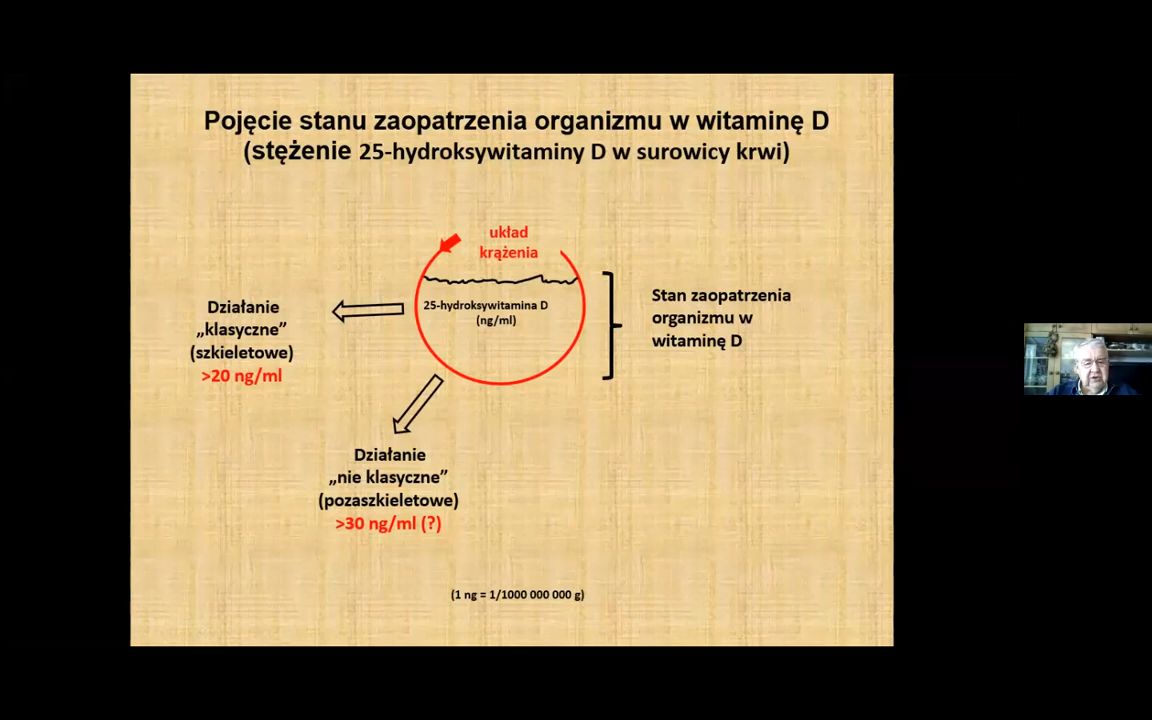 Pojęcie stanu zaopatrzenia organizmu w witaminę D
(stężenie 25-hydroksywitaminy D w surowicy krwi)
układ
krążenia
25-hydroksywitamina D
(ng/ml)
Stan zaopatrzenia
organizmu w
witaminę D
Działanie
„klasyczne”
(szkieletowe)
>20 ng/ml
Działanie
„nie klasyczne”
(pozaszkieletowe)
>30 ng/ml (?)
(1 ng = 1/1000 000 000 g)